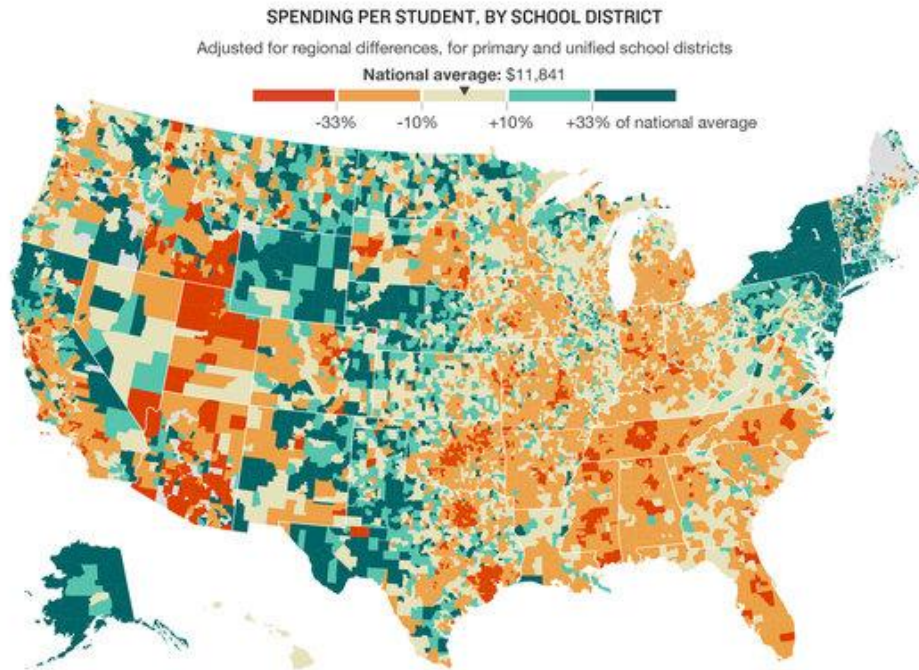 SPENDING PER STUDENT, BY SCHOOL DISTRICT
Adjusted for regional differences, for primary and unified school districts
National average: $11,841
-33% -10% +10% +33% of national average